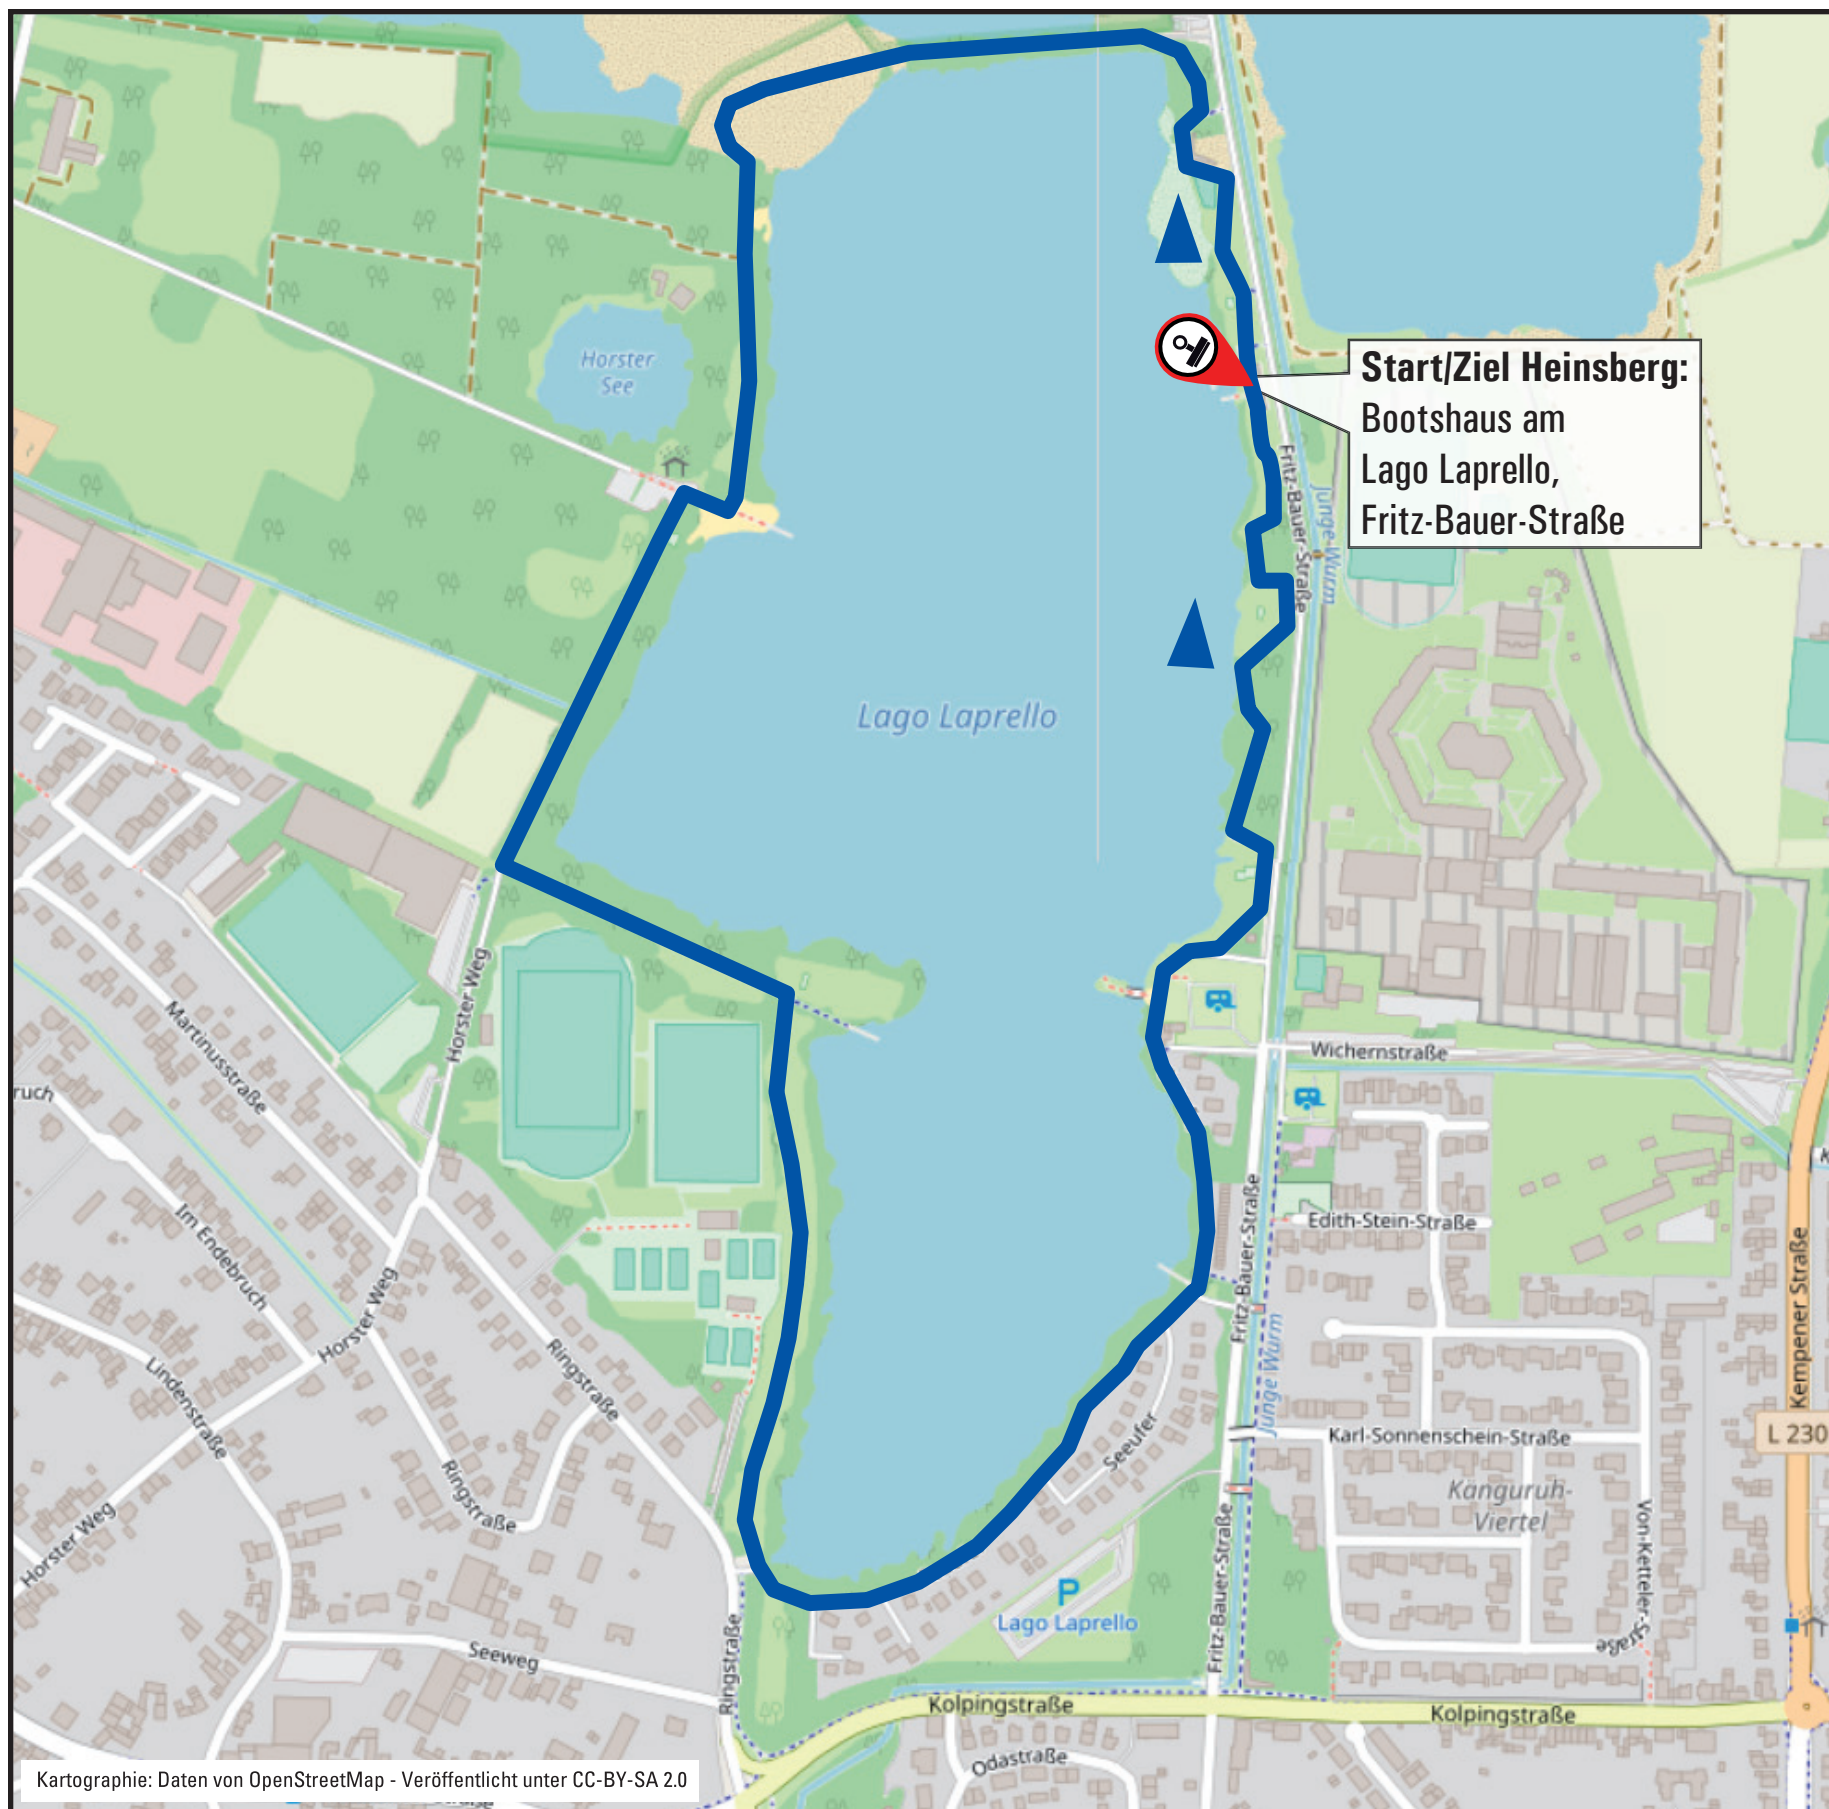 Horster
See
Start/Ziel Heinsberg:
Bootshaus am
Lago Laprello,
Fritz-Bauer-Straße
Fritz-Bauer-Straße
Junge Wurm
Lago Laprello
Horster Weg
Martinusstraße
Wichernstraße
ruch
Im Endebruch
Edith-Stein-Straße
Fritz-Bauer-Straße
Kempener Straße
K
Horster Weg
Lindenstraße
Ringstraße
Junge Wurm
Seeufer
Karl-Sonnenschein-Straße
L 230
Ringstraße
Känguruh-
Viertel
Horster Weg
Fritz-Bauer-Straße
Von-Ketteler-Straße
P
Lago Laprello
Seeweg
Ringstraße
Kolpingstraße
Kolpingstraße
Odastraße
Kartographie: Daten von OpenStreetMap - Veröffentlicht unter CC-BY-SA 2.0